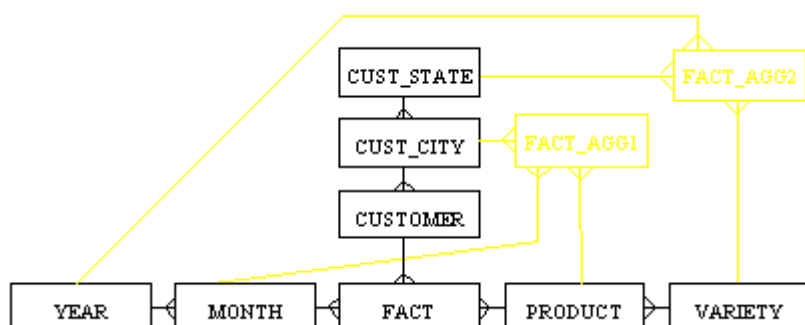 CUST_STATE
FACT_AGG2
CUST_CITY
FACT_AGG1
CUSTOMER
YEAR
MONTH
FACT
PRODUCT
VARIETY